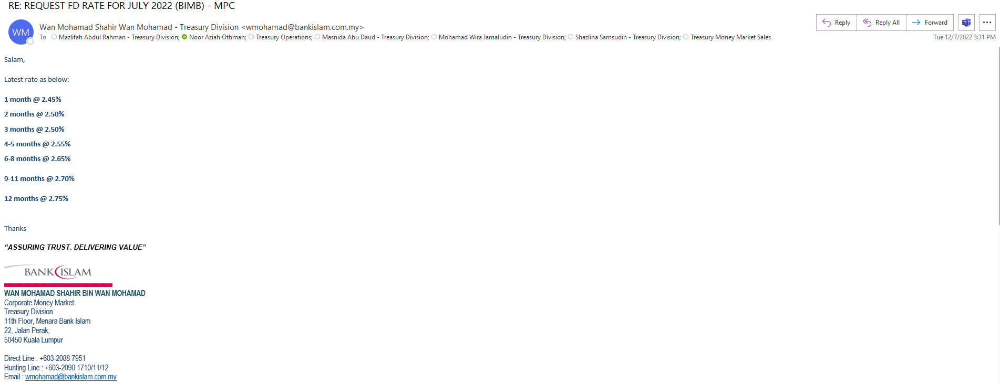 RE: REQUEST FD RATE FOR JULY 2022 (BIMB) - MPC
WM
Wan Mohamad Shahir Wan Mohamad - Treasury Division <wmohamad@bankislam.com.my>
To Mazlifah Abdul Rahman - Treasury Division; Noor Aziah Othman; Treasury Operations; Masnida Abu Daud - Treasury Division; Mohamad Wira Jamaludin - Treasury Division; Shazlina Samsudin - Treasury Division; Treasury Money Market Sales
Reply Reply All Forward
Tue 12/7/2022 3:31 PM
Salam,
Latest rate as below:
1 month @ 2.45%
2 months @ 2.50%
3 months @ 2.50%
4-5 months @ 2.55%
6-8 months @ 2.65%
9-11 months @ 2.70%
12 months @ 2.75%
Thanks
“ASSURING TRUST. DELIVERING VALUE”
BANK ISLAM
WAN MOHAMAD SHAHIR BIN WAN MOHAMAD
Corporate Money Market
Treasury Division
11th Floor, Menara Bank Islam
22, Jalan Perak,
50450 Kuala Lumpur
Direct Line : +603-2088 7951
Hunting Line : +603-2090 1710/11/12
Email : wmohamad@bankislam.com.my